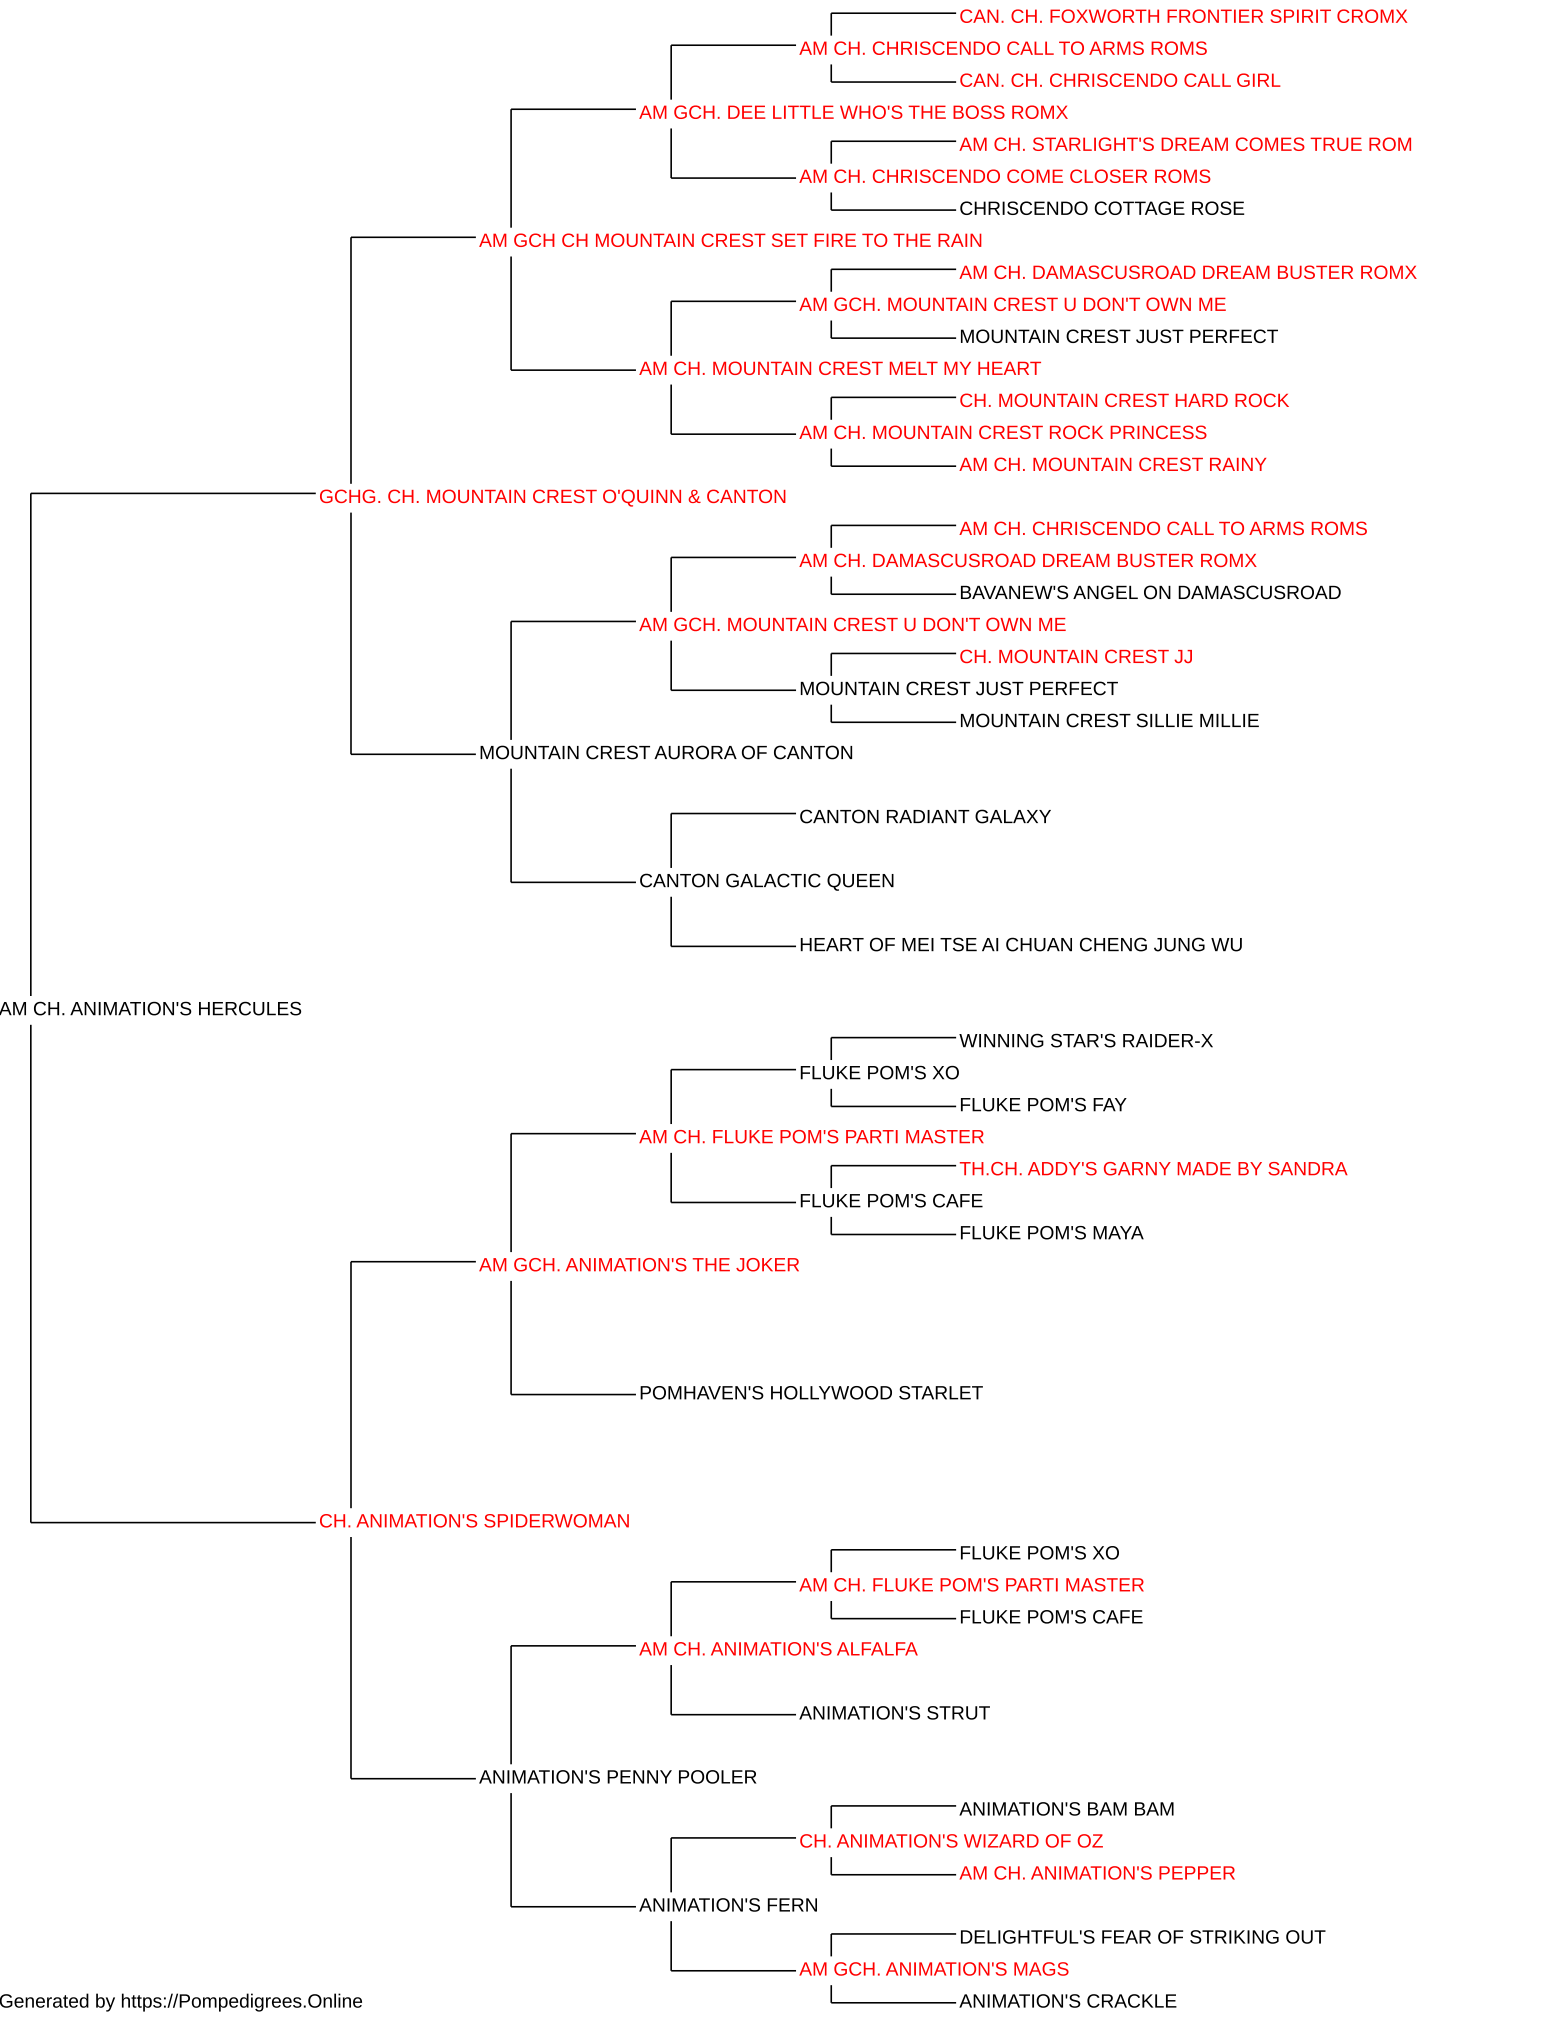 CAN. CH. FOXWORTH FRONTIER SPIRIT CROMX
AM CH. CHRISCENDO CALL TO ARMS ROMS
CAN. CH. CHRISCENDO CALL GIRL
AM GCH. DEE LITTLE WHO'S THE BOSS ROMX
AM CH. STARLIGHT'S DREAM COMES TRUE ROM
AM CH. CHRISCENDO COME CLOSER ROMS
CHRISCENDO COTTAGE ROSE
AM GCH CH MOUNTAIN CREST SET FIRE TO THE RAIN
AM CH. DAMASCUSROAD DREAM BUSTER ROMX
AM GCH. MOUNTAIN CREST U DON'T OWN ME
MOUNTAIN CREST JUST PERFECT
AM CH. MOUNTAIN CREST MELT MY HEART
CH. MOUNTAIN CREST HARD ROCK
AM CH. MOUNTAIN CREST ROCK PRINCESS
AM CH. MOUNTAIN CREST RAINY
GCHG. CH. MOUNTAIN CREST O'QUINN & CANTON
AM CH. CHRISCENDO CALL TO ARMS ROMS
AM CH. DAMASCUSROAD DREAM BUSTER ROMX
BAVANEW'S ANGEL ON DAMASCUSROAD
AM GCH. MOUNTAIN CREST U DON'T OWN ME
CH. MOUNTAIN CREST JJ
MOUNTAIN CREST JUST PERFECT
MOUNTAIN CREST SILLIE MILLIE
MOUNTAIN CREST AURORA OF CANTON
CANTON RADIANT GALAXY
CANTON GALACTIC QUEEN
HEART OF MEI TSE AI CHUAN CHENG JUNG WU
AM CH. ANIMATION'S HERCULES
WINNING STAR'S RAIDER-X
FLUKE POM'S XO
FLUKE POM'S FAY
AM CH. FLUKE POM'S PARTI MASTER
TH.CH. ADDY'S GARNY MADE BY SANDRA
FLUKE POM'S CAFE
FLUKE POM'S MAYA
AM GCH. ANIMATION'S THE JOKER
POMHAVEN'S HOLLYWOOD STARLET
CH. ANIMATION'S SPIDERWOMAN
FLUKE POM'S XO
AM CH. FLUKE POM'S PARTI MASTER
FLUKE POM'S CAFE
AM CH. ANIMATION'S ALFALFA
ANIMATION'S STRUT
ANIMATION'S PENNY POOLER
ANIMATION'S BAM BAM
CH. ANIMATION'S WIZARD OF OZ
AM CH. ANIMATION'S PEPPER
ANIMATION'S FERN
DELIGHTFUL'S FEAR OF STRIKING OUT
AM GCH. ANIMATION'S MAGS
ANIMATION'S CRACKLE
Generated by https://Pompedigrees.Online